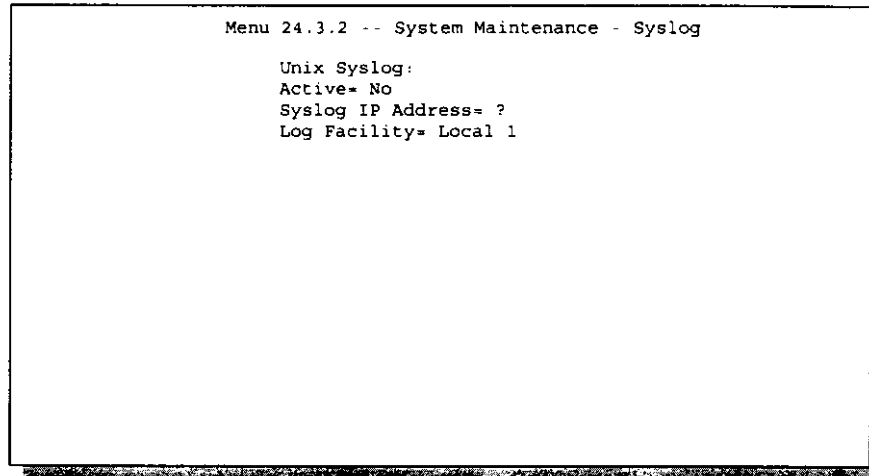 Menu 24.3.2 -- System Maintenance - Syslog
Unix Syslog:
Active= No
Syslog IP Address= ?
Log Facility= Local 1